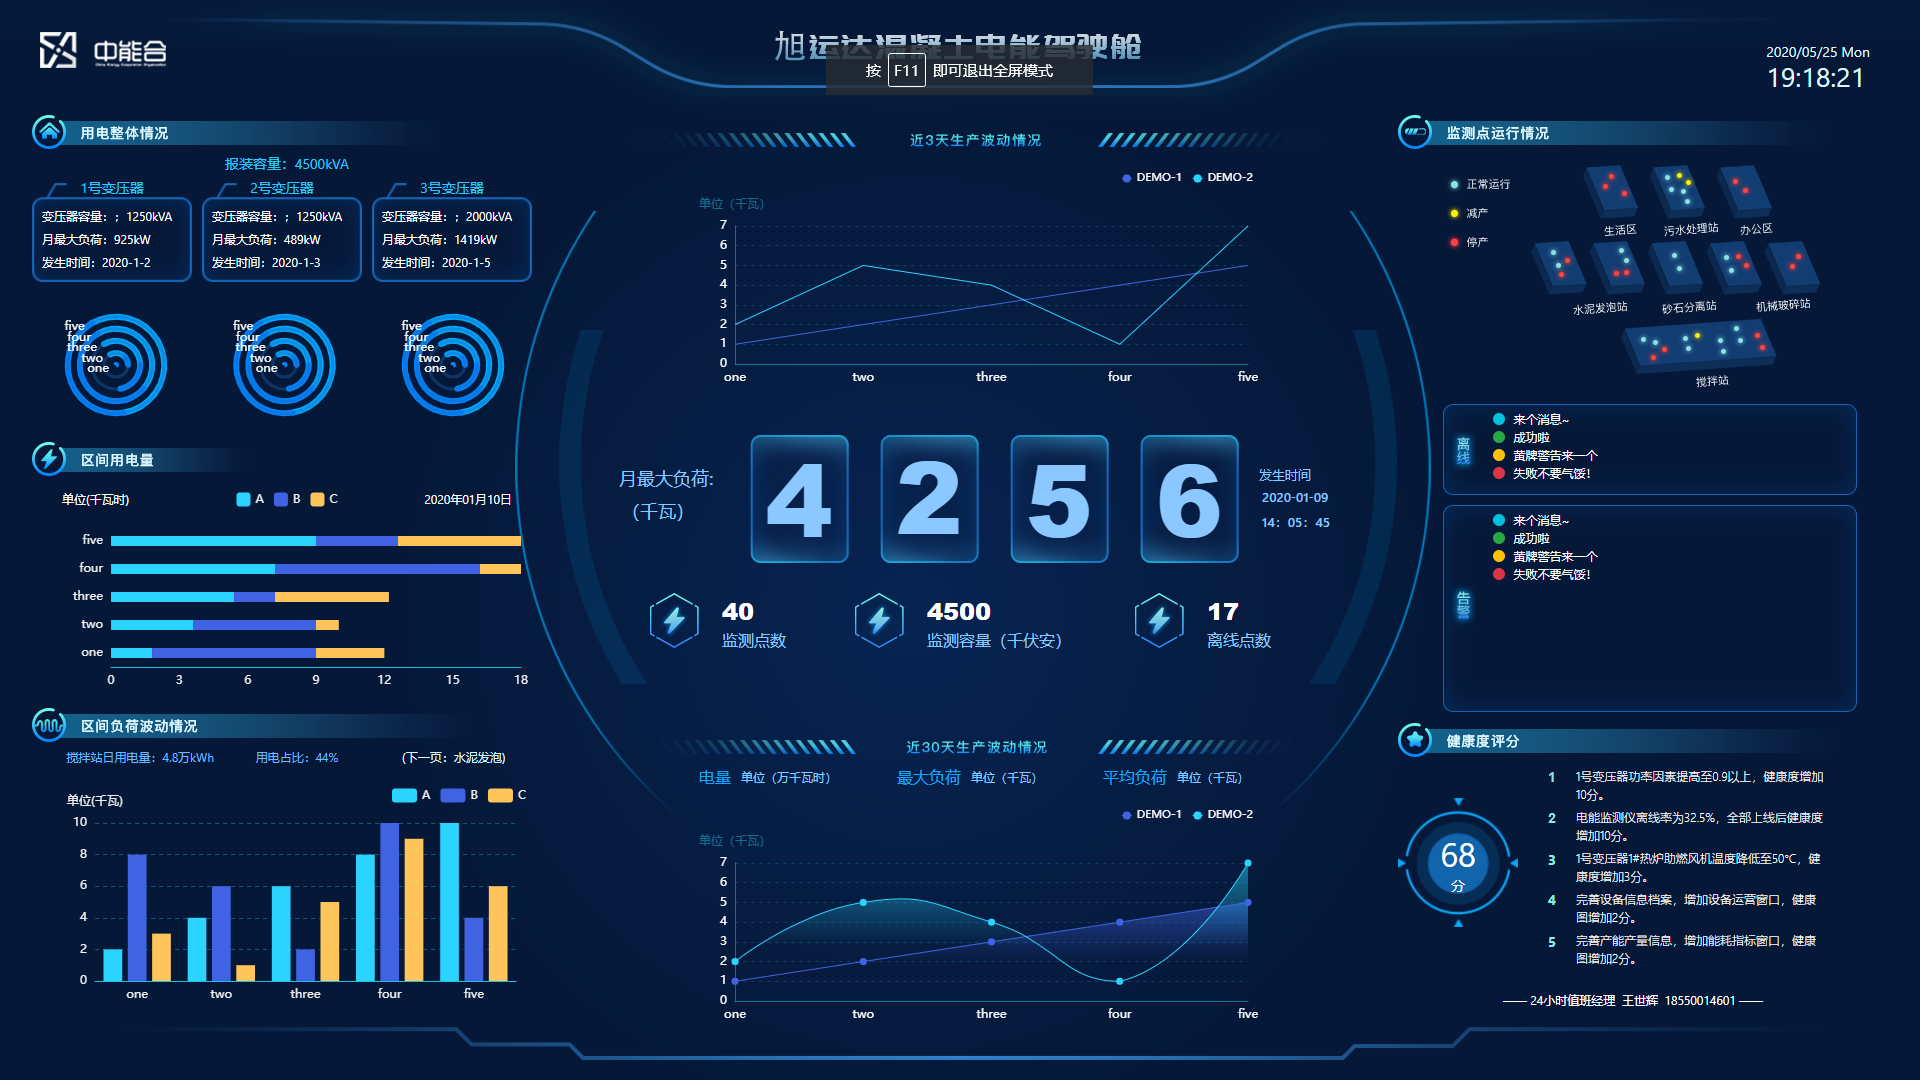 中能合
旭运达混凝土电能驾驶舱
按 F11 即可退出全屏模式
2020/05/25 Mon
19:18:21
用电整体情况
报装容量：4500kVA
1号变压器
变压器容量：；1250kVA
月最大负荷：925kW
发生时间：2020-1-2
2号变压器
变压器容量：；1250kVA
月最大负荷：489kW
发生时间：2020-1-3
3号变压器
变压器容量：；2000kVA
月最大负荷：1419kW
发生时间：2020-1-5
five
four
three
two
one
five
four
three
two
one
five
four
three
two
one
区间用电量
单位(千瓦时)
A B C
2020年01月10日
five
four
three
two
one
0 3 6 9 12 15 18
区间负荷波动情况
搅拌站日用电量：4.8万kWh
用电占比：44%
(下一页：水泥发泡)
单位(千瓦)
A B C
10
8
6
4
2
0
one two three four five
近3天生产波动情况
DEMO-1 DEMO-2
单位（千瓦）
7
6
5
4
3
2
1
0
one two three four five
月最大负荷:
（千瓦）
4 2 5 6
发生时间
2020-01-09
14：05：45
40
监测点数
4500
监测容量（千伏安）
17
离线点数
近30天生产波动情况
电量 单位（万千瓦时）
最大负荷 单位（千瓦）
平均负荷 单位（千瓦）
DEMO-1 DEMO-2
单位（千瓦）
7
6
5
4
3
2
1
0
one two three four five
监测点运行情况
正常运行
减产
停产
生活区 污水处理站 办公区
水泥发泡站 砂石分离站 机械玻碎站
搅拌站
离线
来个消息~
成功啦
黄牌警告来一个
失败不要气馁！
告警
来个消息~
成功啦
黄牌警告来一个
失败不要气馁！
健康度评分
68
分
1 1号变压器功率因素提高至0.9以上，健康度增加
10分。
2 电能监测仪离线率为32.5%，全部上线后健康度
增加10分。
3 1号变压器1#热炉助燃风机温度降低至50℃，健
康度增加3分。
4 完善设备信息档案，增加设备运营窗口，健康
图增加2分。
5 完善产能产量信息，增加能耗指标窗口，健康
图增加2分。
—— 24小时值班经理 王世辉 18550014601 ——